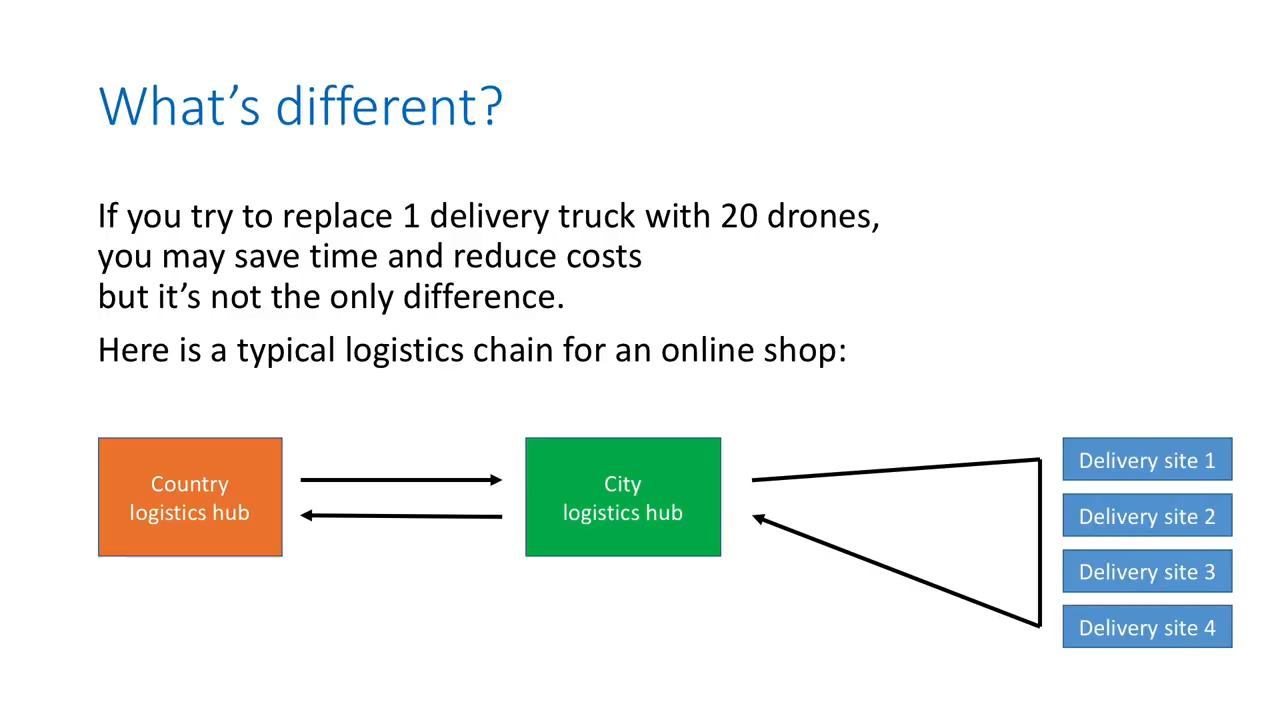 What’s different?
If you try to replace 1 delivery truck with 20 drones,
you may save time and reduce costs
but it’s not the only difference.
Here is a typical logistics chain for an online shop:
Country
logistics hub
City
logistics hub
Delivery site 1
Delivery site 2
Delivery site 3
Delivery site 4